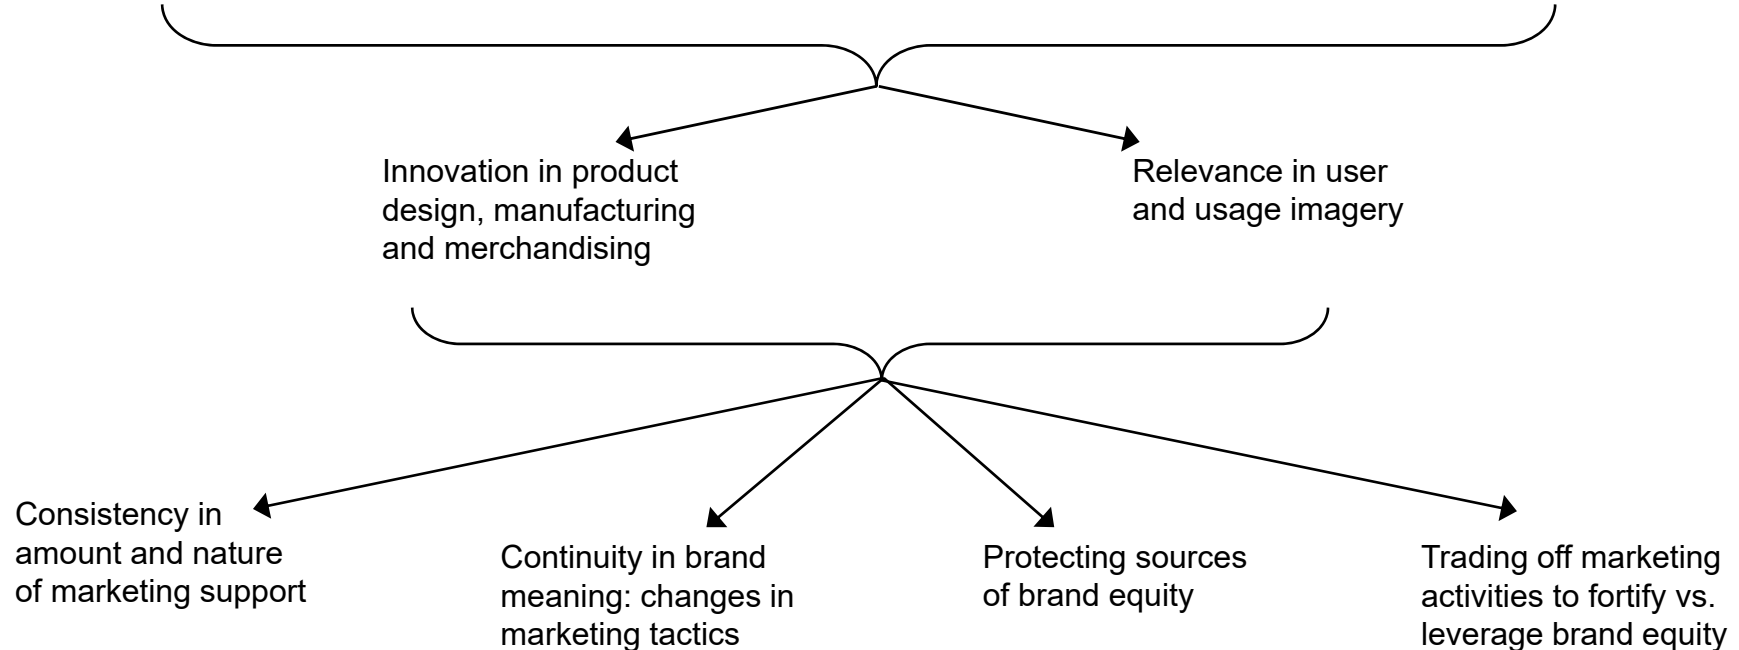 Innovation in product
design, manufacturing
and merchandising
Relevance in user
and usage imagery
Consistency in
amount and nature
of marketing support
Continuity in brand
meaning: changes in
marketing tactics
Protecting sources
of brand equity
Trading off marketing
activities to fortify vs.
leverage brand equity